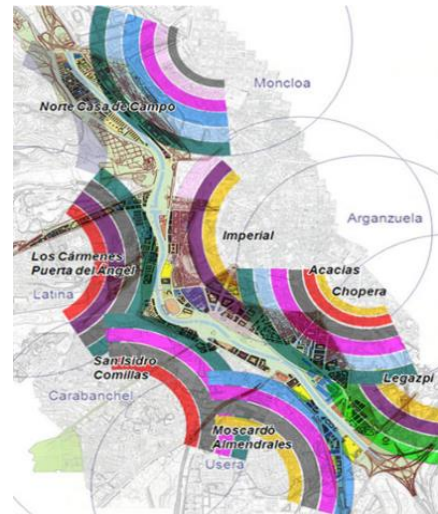 Moncloa
Norte Casa de Campo
Arganzuela
Imperial
Los Cármenes
Puerta del Angel
Acacias
Chopera
Latina
San Isidro
Comillas
Legazpi
Carabanchel
Moscardó
Almendrales
Usera